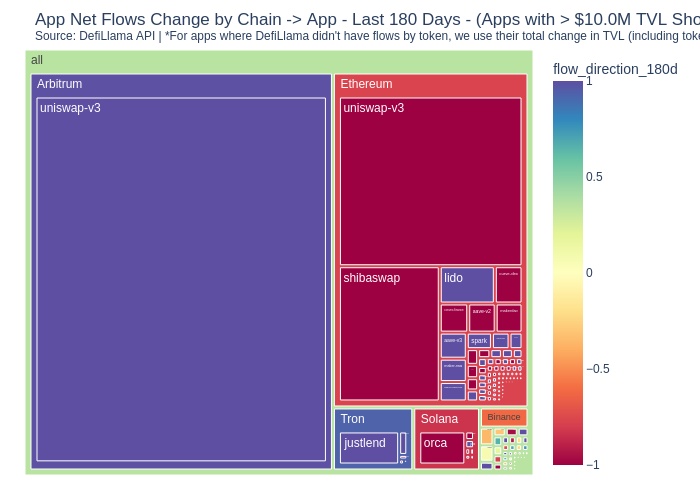 App Net Flows Change by Chain -> App - Last 180 Days - (Apps with > $10.0M TVL Sho
Source: DefiLlama API | *For apps where DefiLlama didn't have flows by token, we use their total change in TVL (including toke
all
flow_direction_180d
Arbitrum
Ethereum
uniswap-v3
uniswap-v3
1
0.5
0
−0.5
−1
shibaswap
lido
aave-v2
aave-v3
spark
Tron
Solana
Binance
justlend
orca